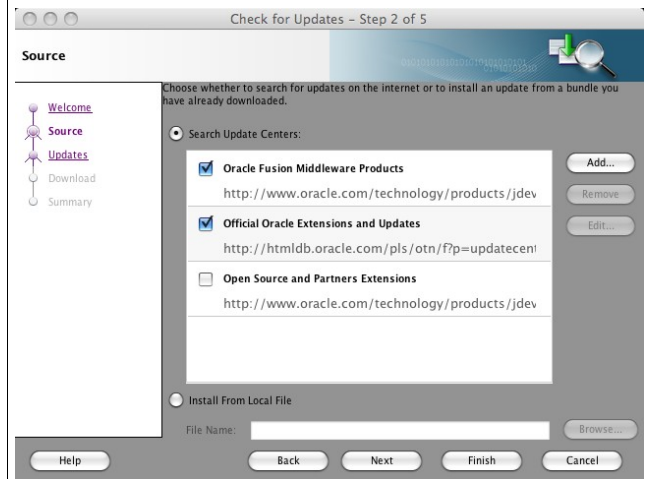 Check for Updates – Step 2 of 5
Source
Choose whether to search for updates on the internet or to install an update from a bundle you
have already downloaded.
Welcome
Source
Updates
Download
Summary
Search Update Centers:
Oracle Fusion Middleware Products
http://www.oracle.com/technology/products/jdev
Official Oracle Extensions and Updates
http://htmldb.oracle.com/pls/otn/f?p=updatecent
Open Source and Partners Extensions
http://www.oracle.com/technology/products/jdev
Add...
Remove
Edit...
Install From Local File
File Name:
Browse...
Help
Back
Next
Finish
Cancel